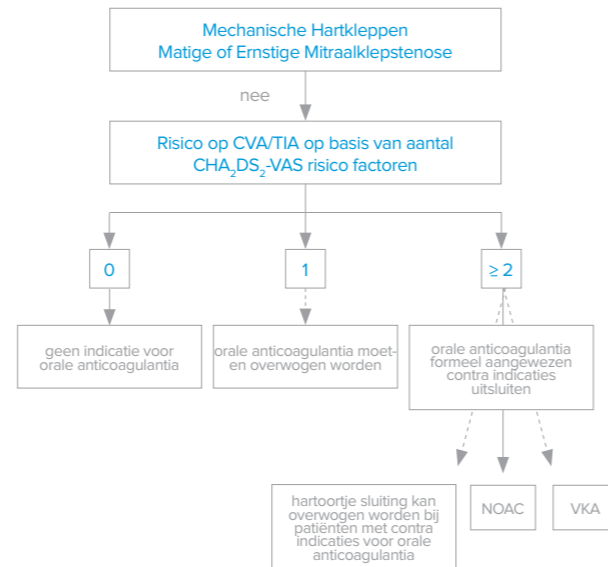 Mechanische Hartkleppen
Matige of Ernstige Mitraalklepstenose
nee
Risico op CVA/TIA op basis van aantal
CHA₂DS₂-VAS risico factoren
0
1
≥ 2
geen indicatie voor
orale anticoagulantia
orale anticoagulantia moet-
en overwogen worden
orale anticoagulantia
formeel aangewezen
contra indicaties
uitsluiten
hartoortje sluiting kan
overwogen worden bij
patiënten met contra
indicaties voor orale
anticoagulantia
NOAC
VKA